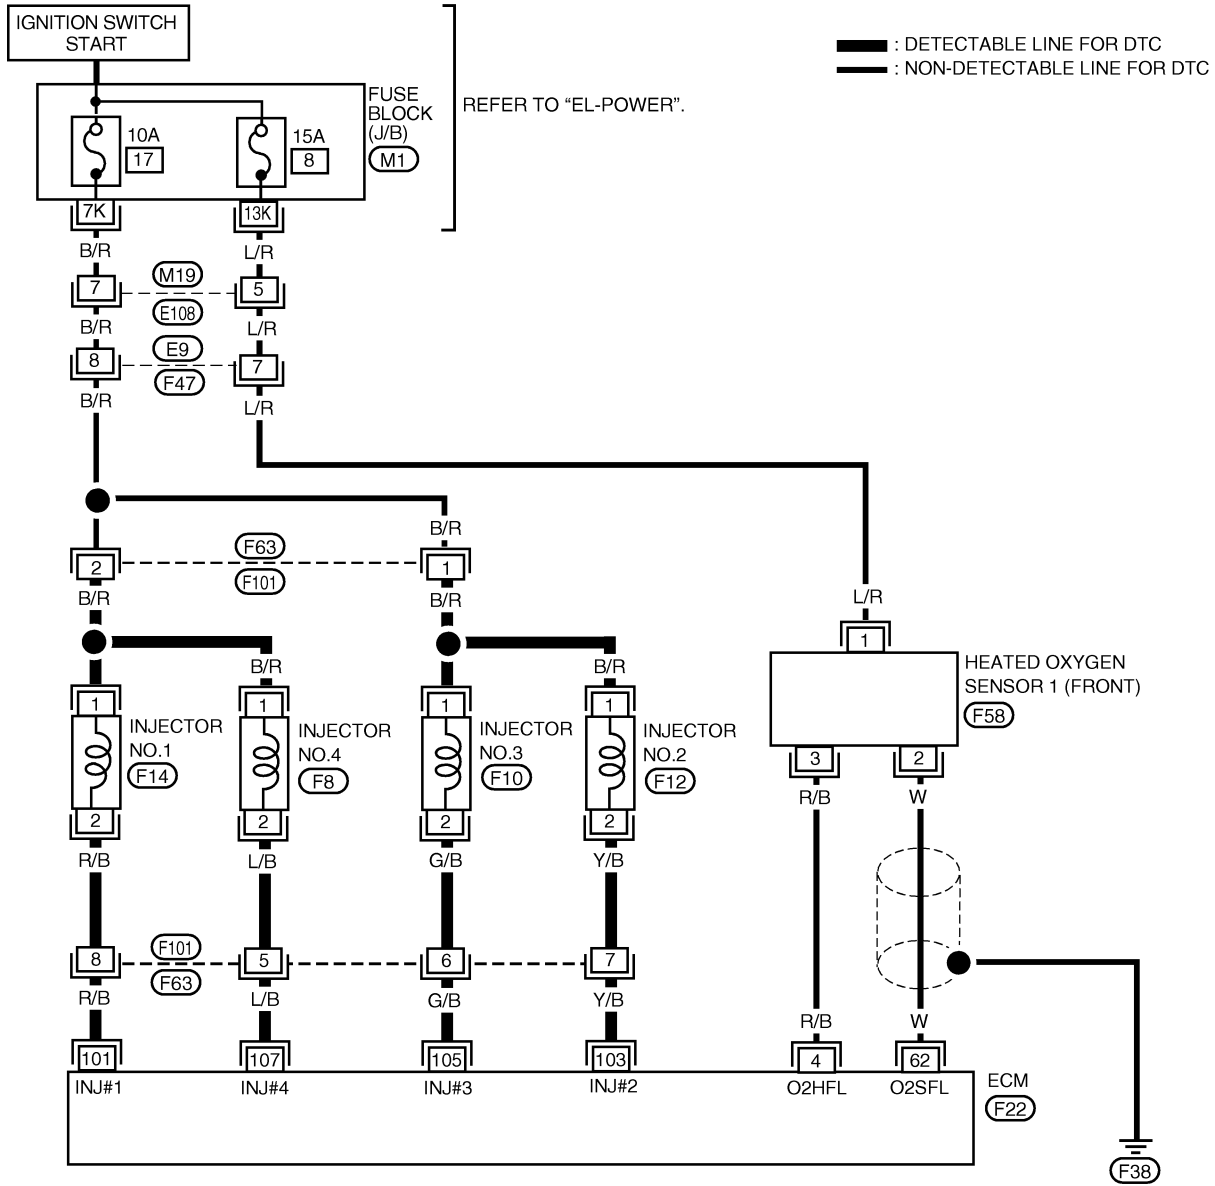 IGNITION SWITCH
START
: DETECTABLE LINE FOR DTC
: NON-DETECTABLE LINE FOR DTC
FUSE
BLOCK
(J/B)
M1
REFER TO “EL-POWER”.
10A
17
15A
8
7K
13K
B/R
L/R
7
M19
E108
5
B/R
L/R
8
E9
F47
7
B/R
L/R
B/R
2
F63
F101
1
B/R
B/R
L/R
1
HEATED OXYGEN
SENSOR 1 (FRONT)
F58
B/R
B/R
1
1
1
1
INJECTOR
NO.1
F14
INJECTOR
NO.4
F8
INJECTOR
NO.3
F10
INJECTOR
NO.2
F12
3
2
R/B
W
2
2
2
2
R/B
L/B
G/B
Y/B
8
F101
F63
5
6
7
R/B
L/B
G/B
Y/B
R/B
W
101
107
105
103
4
62
INJ#1
INJ#4
INJ#3
INJ#2
O2HFL
O2SFL
ECM
F22
F38